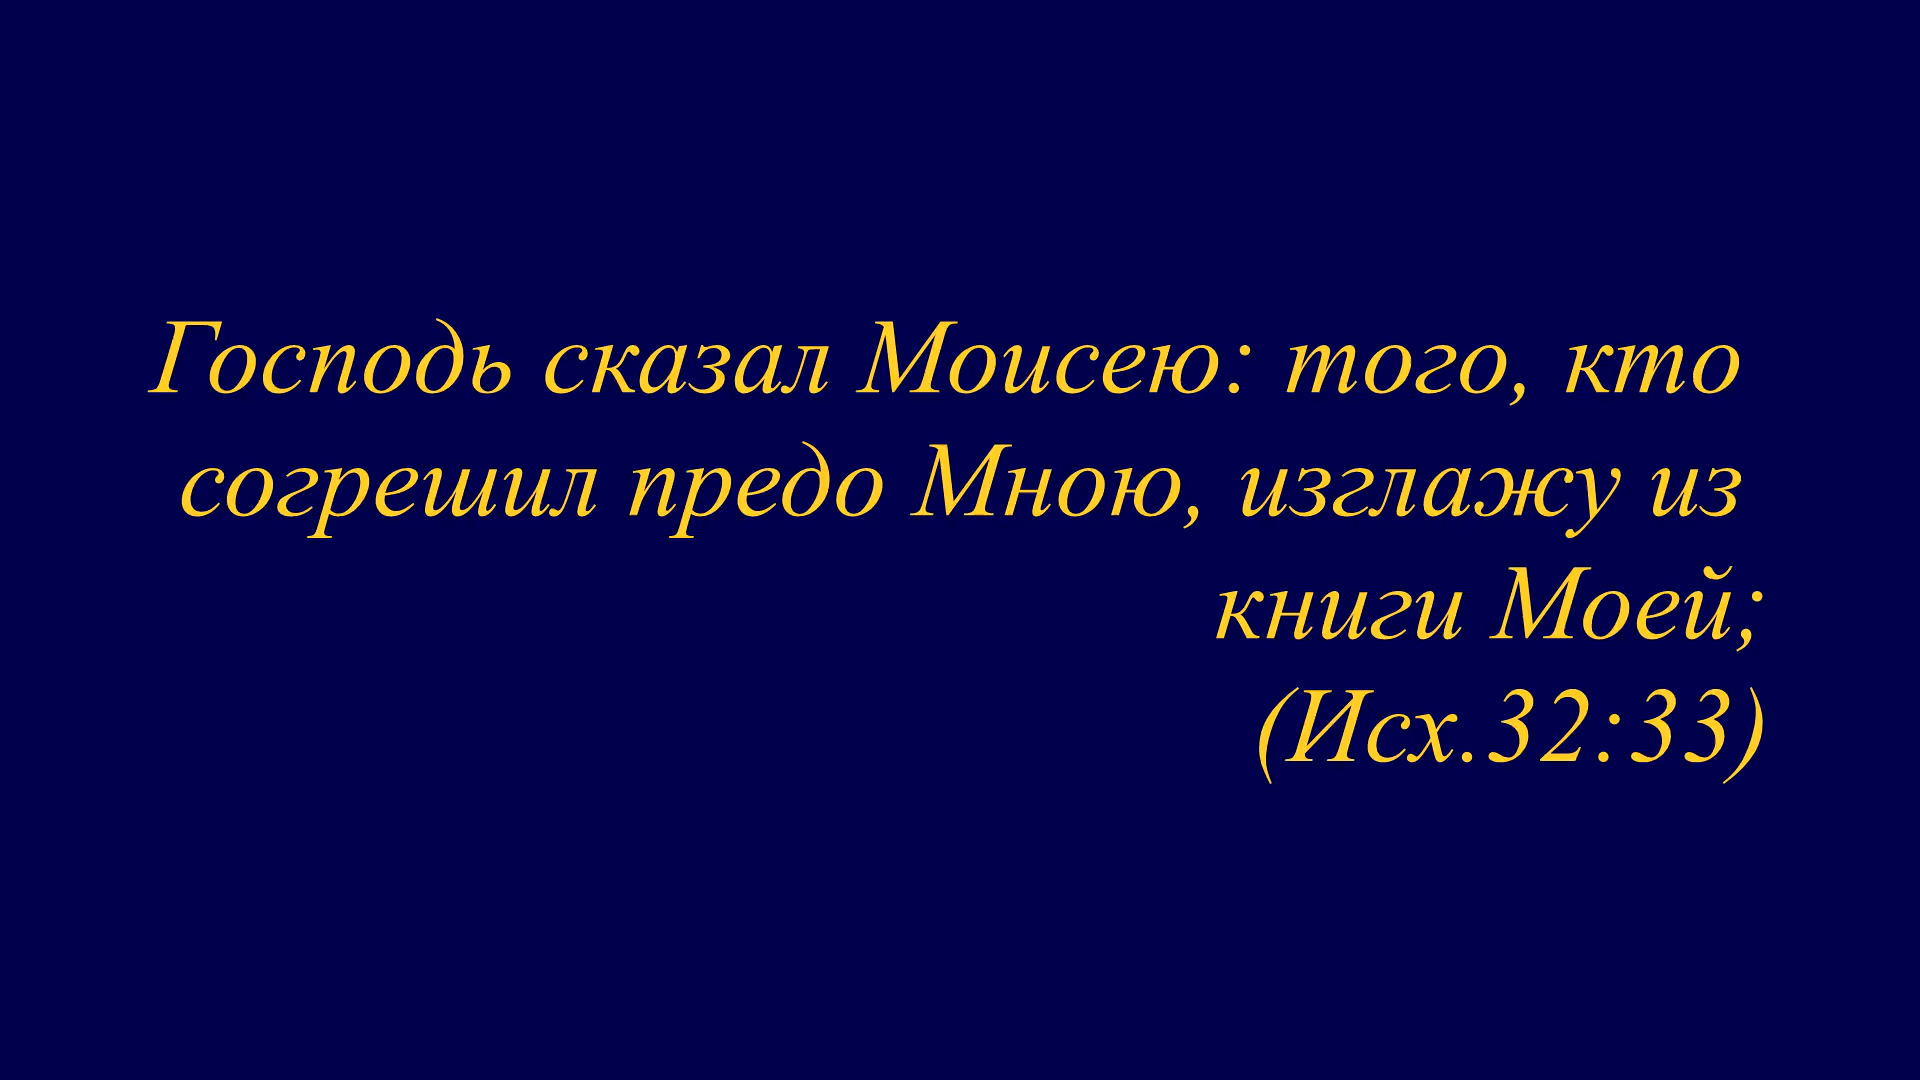 Господь сказал Моисею: того, кто
согрешил предо Мною, изглажу из
книги Моей;
(Исх.32:33)